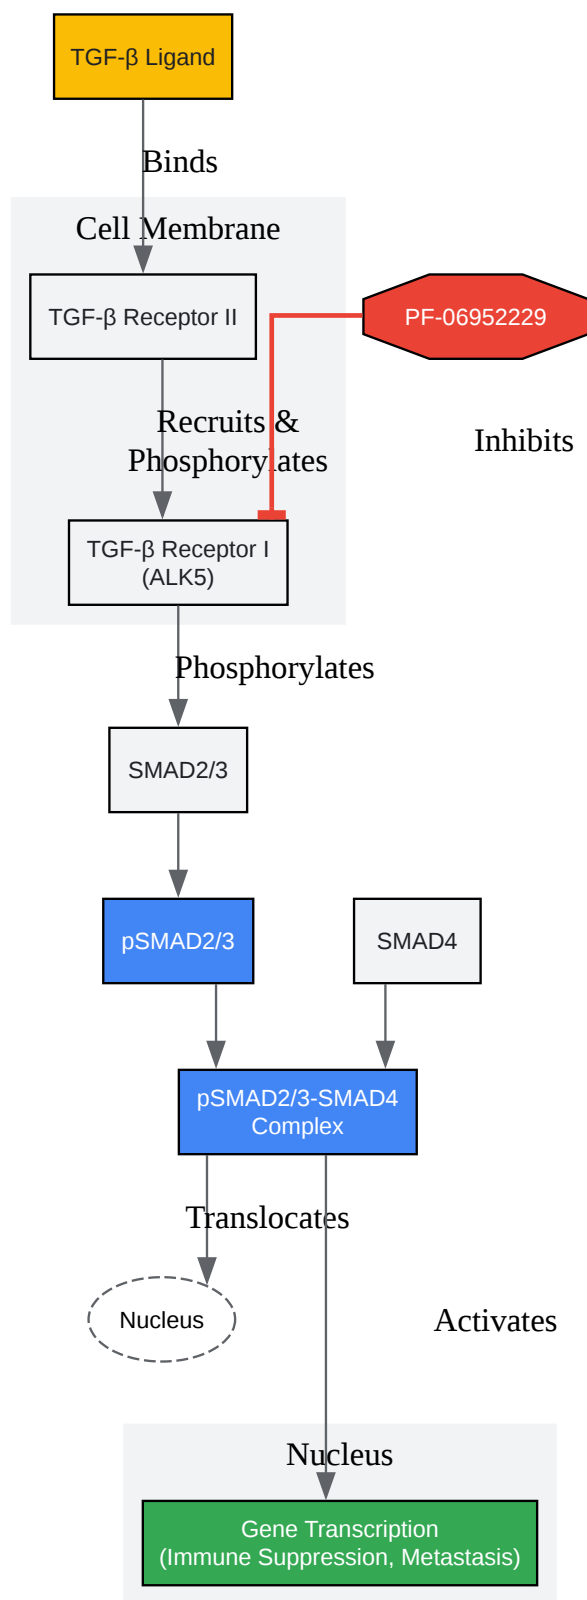 TGF-β Ligand
Binds
Cell Membrane
TGF-β Receptor II
PF-06952229
Recruits &
Phosphorylates
Inhibits
TGF-β Receptor I
(ALK5)
Phosphorylates
SMAD2/3
pSMAD2/3
SMAD4
pSMAD2/3-SMAD4
Complex
Translocates
Nucleus
Activates
Nucleus
Gene Transcription
(Immune Suppression, Metastasis)